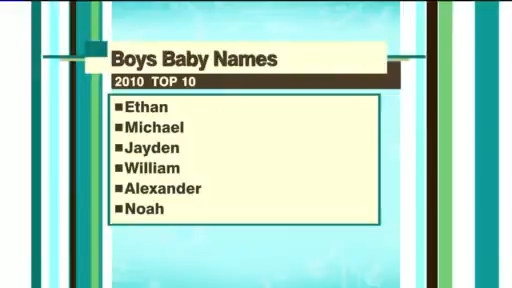 Boys Baby Names
2010 TOP 10
Ethan
Michael
Jayden
William
Alexander
Noah